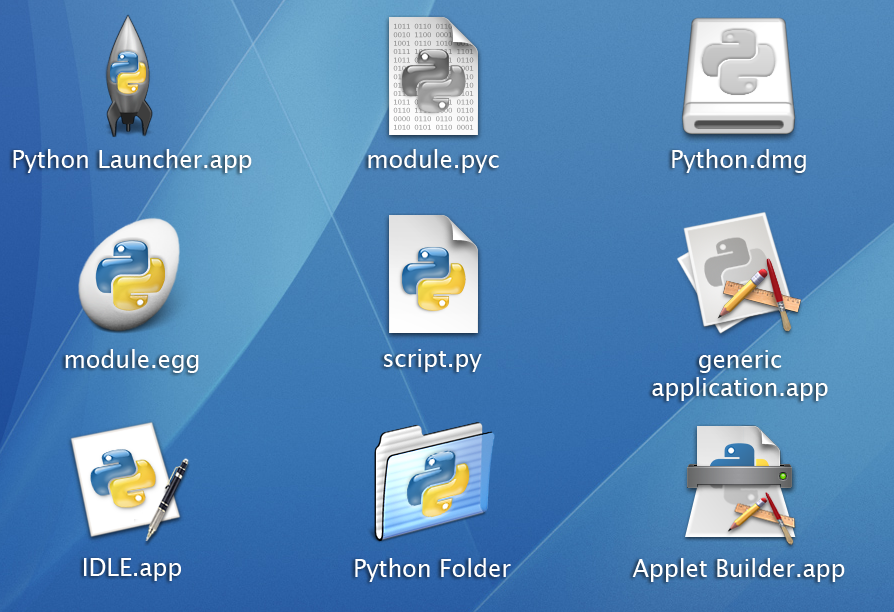 Python Launcher.app
module.pyc
Python.dmg
module.egg
script.py
generic
application.app
IDLE.app
Python Folder
Applet Builder.app